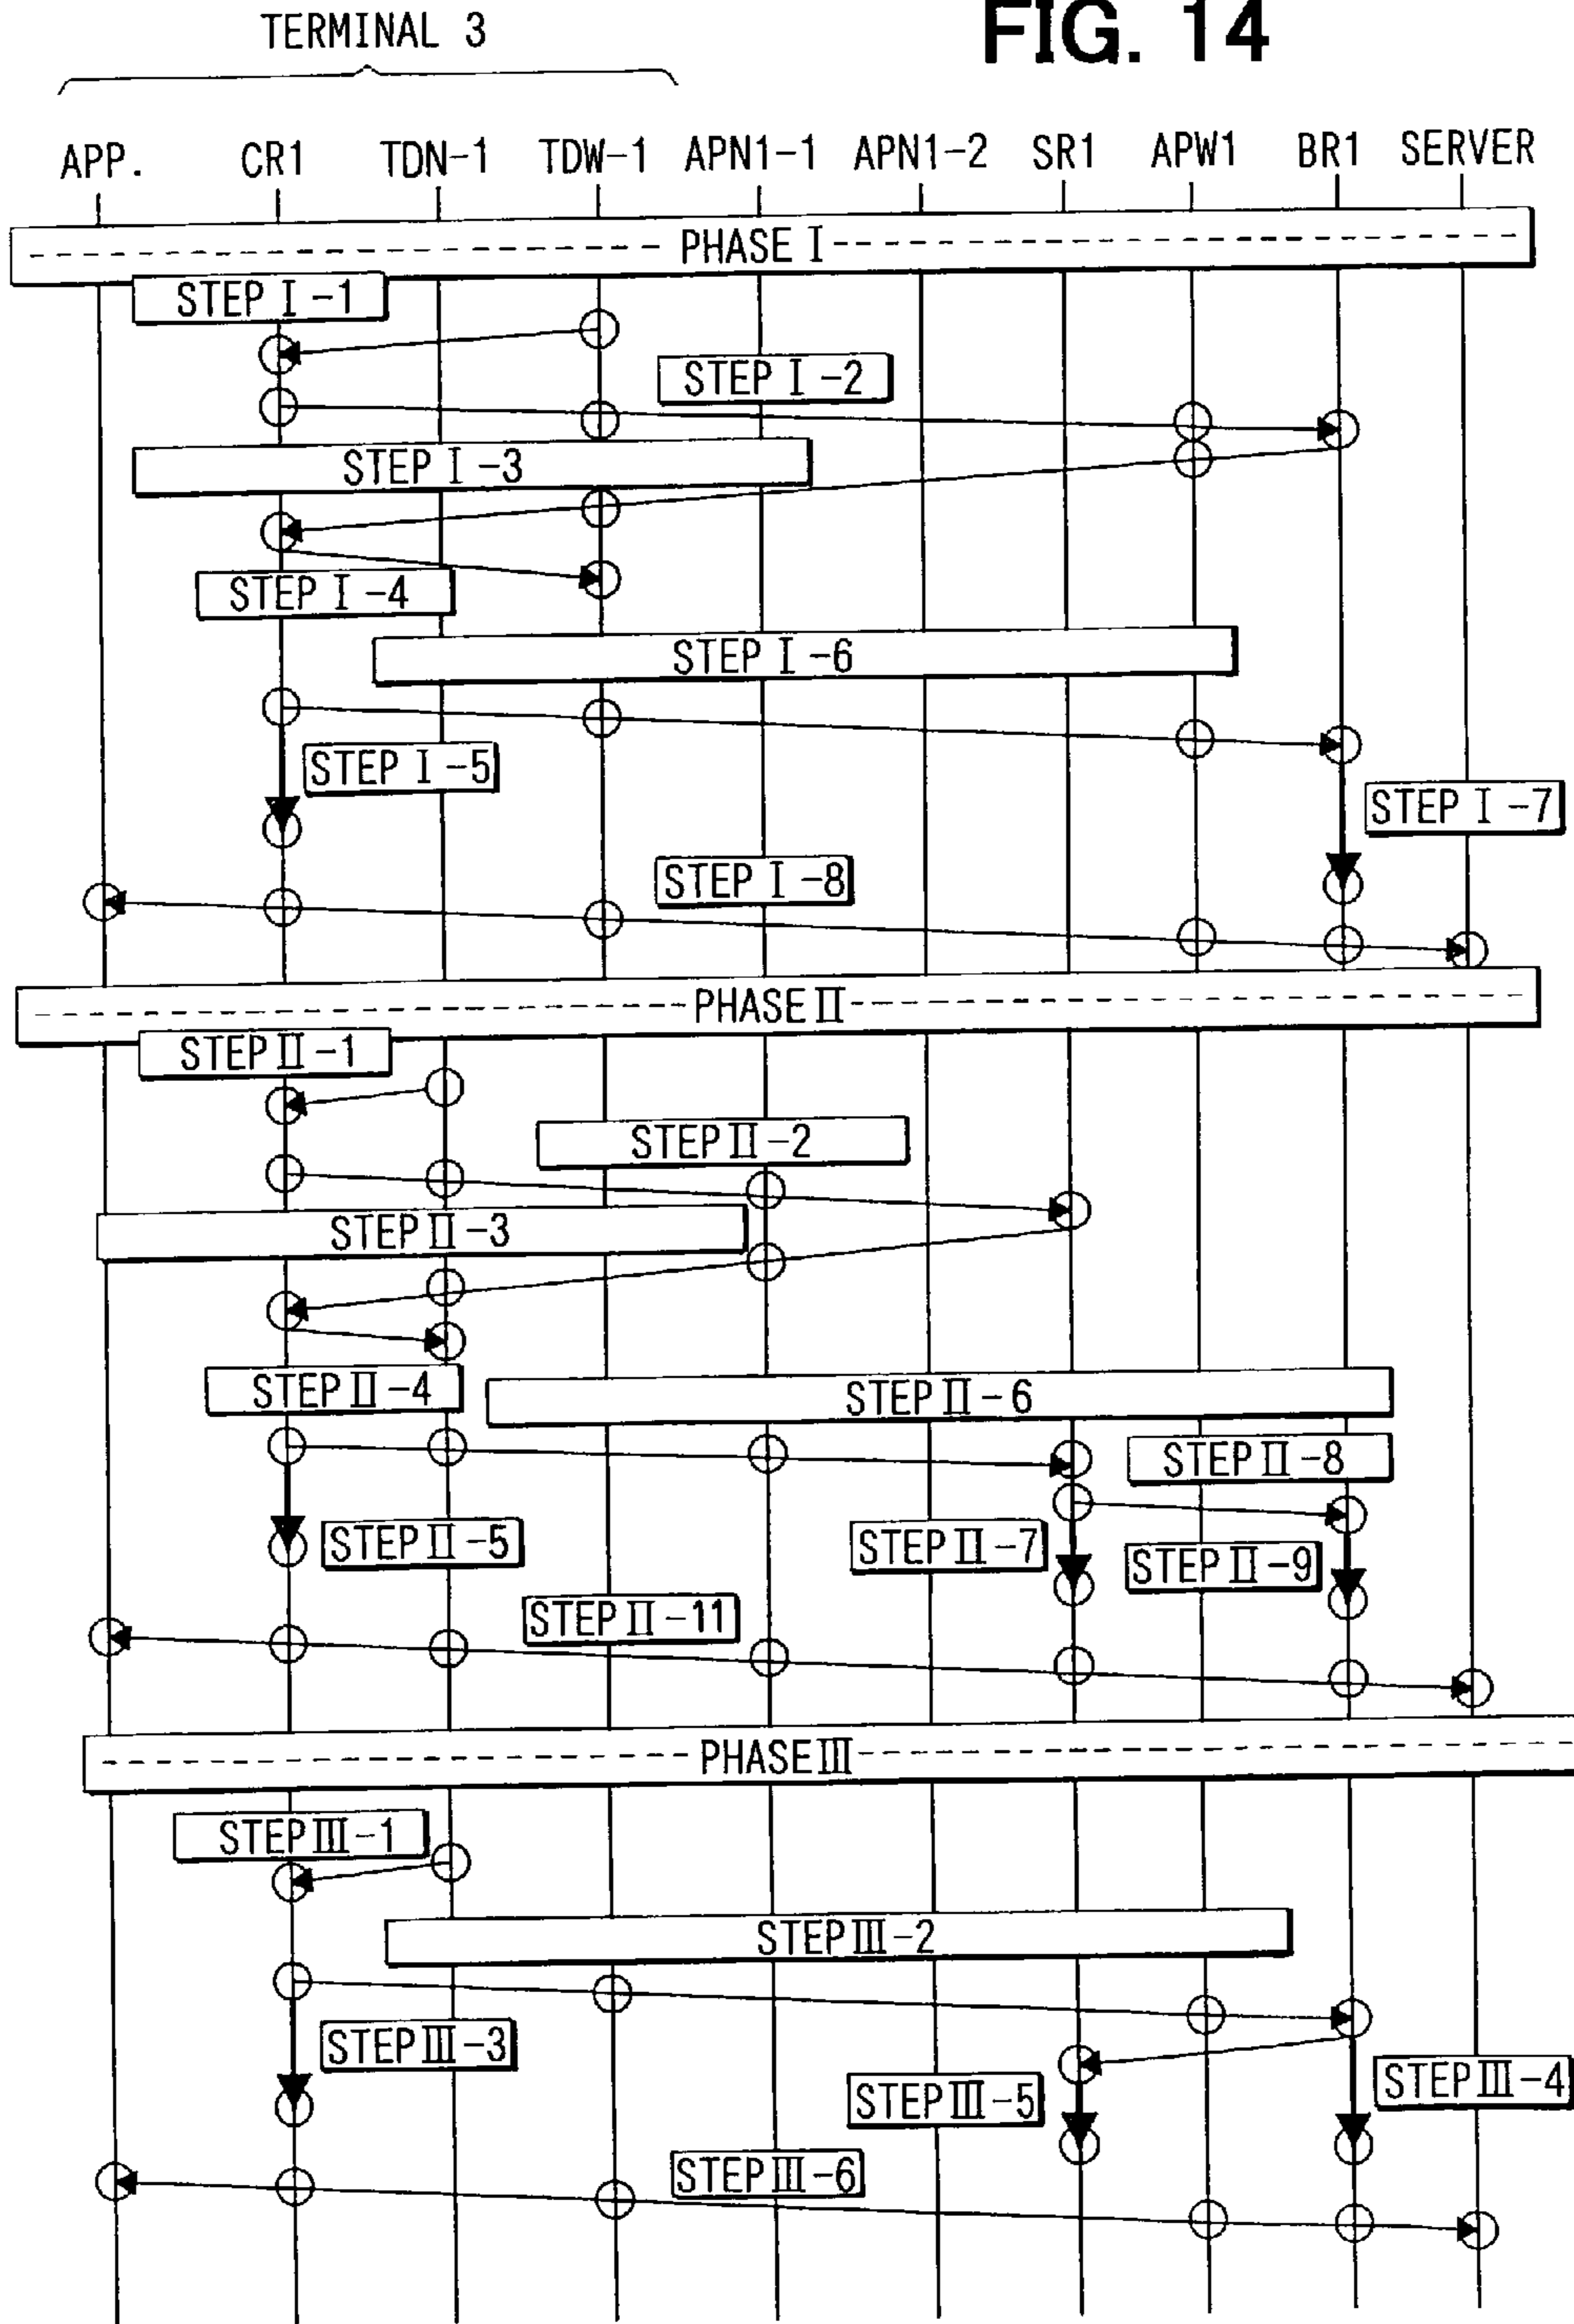 FIG. 14
TERMINAL 3
APP. CR1 TDN-1 TDW-1 APN1-1 APN1-2 SR1 APW1 BR1 SERVER
PHASE I
STEP I-1
STEP I-2
STEP I-3
STEP I-4
STEP I-6
STEP I-5
STEP I-7
STEP I-8
PHASE II
STEP II-1
STEP II-2
STEP II-3
STEP II-4
STEP II-6
STEP II-8
STEP II-5
STEP II-7
STEP II-9
STEP II-11
PHASE III
STEP III-1
STEP III-2
STEP III-3
STEP III-4
STEP III-5
STEP III-6